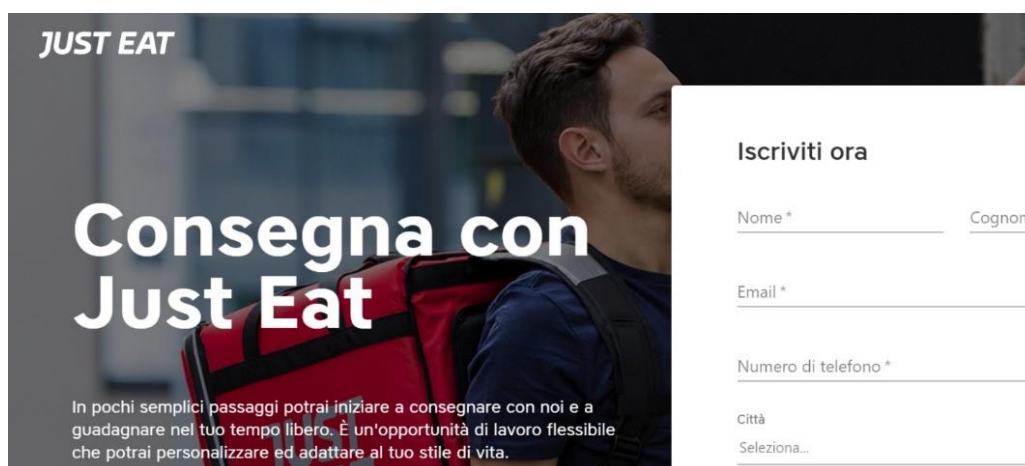 JUST EAT
Consegna con
Just Eat
In pochi semplici passaggi potrai iniziare a consegnare con noi e a
guadagnare nel tuo tempo libero. È un'opportunità di lavoro flessibile
che potrai personalizzare ed adattare al tuo stile di vita.
JUST
Iscriviti ora
Nome *
Email *
Numero di telefono *
Città
Seleziona...